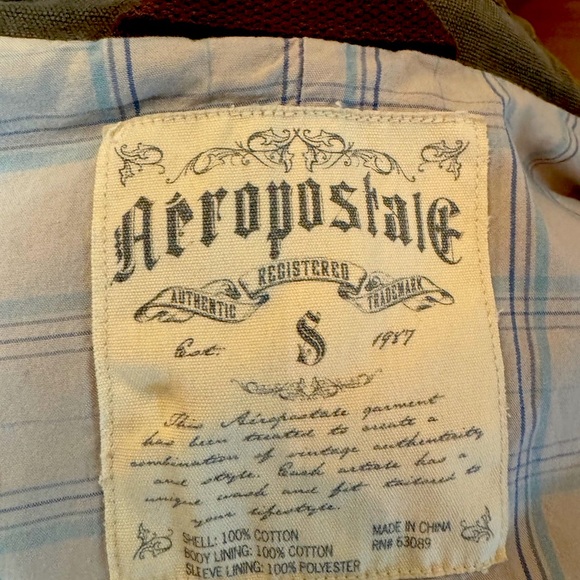 Aéropostale
AUTHENTIC REGISTERED TRADEMARK
Est. S 1987
This Aéropostale garment
has been treated to create a
combination of vintage authenticity
and style. Each article has a
unique wash and fit tailored to
your lifestyle.
SHELL: 100% COTTON
BODY LINING: 100% COTTON
SLEEVE LINING: 100% POLYESTER
MADE IN CHINA
RN# 63089